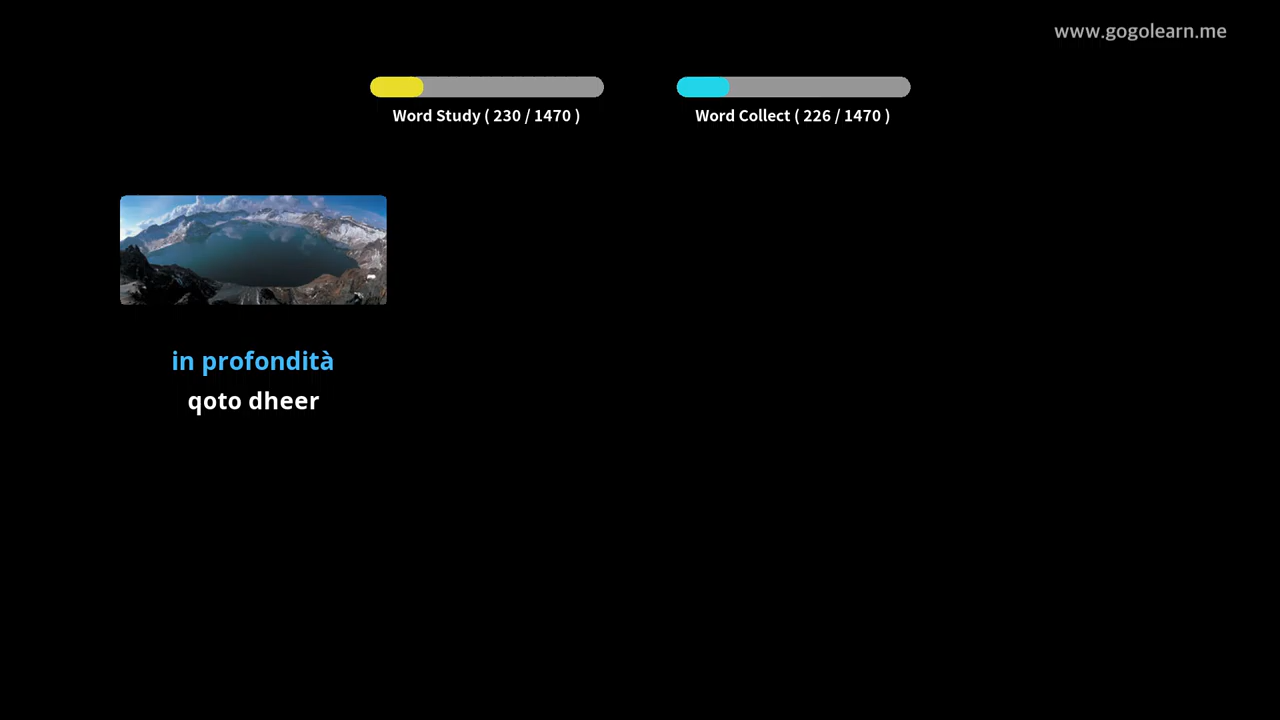 www.gogolearn.me
Word Study ( 230 / 1470 )
Word Collect ( 226 / 1470 )
in profondità
qoto dheer